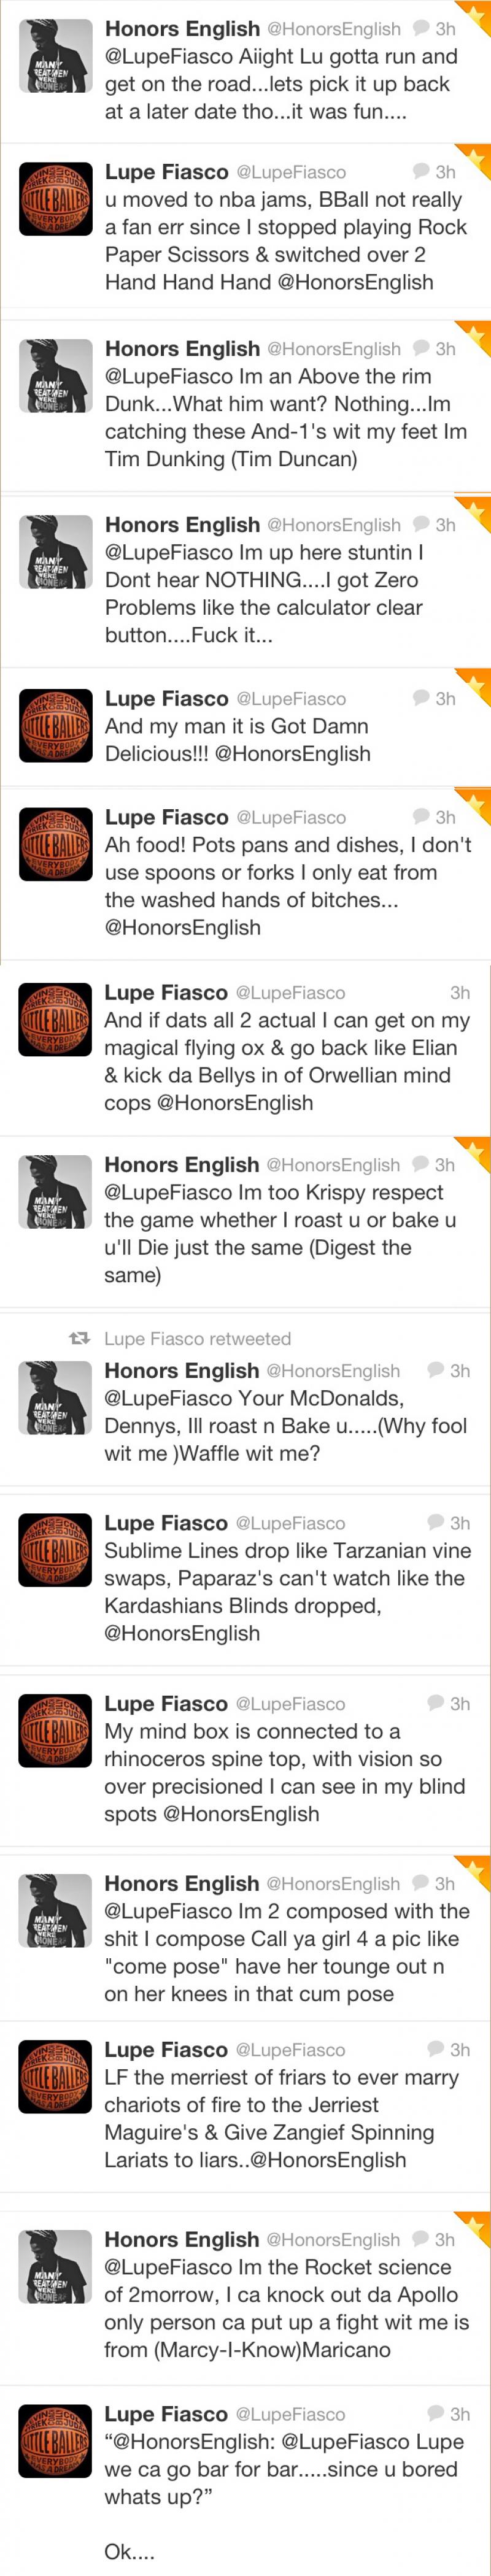 Honors English @HonorsEnglish 3h
@LupeFiasco Aiight Lu gotta run and
get on the road...lets pick it up back
at a later date tho...it was fun....
Lupe Fiasco @LupeFiasco 3h
u moved to nba jams, BBall not really
a fan err since I stopped playing Rock
Paper Scissors & switched over 2
Hand Hand Hand @HonorsEnglish
Honors English @HonorsEnglish 3h
@LupeFiasco Im an Above the rim
Dunk...What him want? Nothing...Im
catching these And-1's wit my feet Im
Tim Dunking (Tim Duncan)
Honors English @HonorsEnglish 3h
@LupeFiasco Im up here stuntin I
Dont hear NOTHING....I got Zero
Problems like the calculator clear
button....Fuck it...
Lupe Fiasco @LupeFiasco 3h
And my man it is Got Damn
Delicious!!! @HonorsEnglish
Lupe Fiasco @LupeFiasco 3h
Ah food! Pots pans and dishes, I don't
use spoons or forks I only eat from
the washed hands of bitches...
@HonorsEnglish
Lupe Fiasco @LupeFiasco 3h
And if dats all 2 actual I can get on my
magical flying ox & go back like Elian
& kick da Bellys in of Orwellian mind
cops @HonorsEnglish
Honors English @HonorsEnglish 3h
@LupeFiasco Im too Krispy respect
the game whether I roast u or bake u
u'll Die just the same (Digest the
same)
Lupe Fiasco retweeted
Honors English @HonorsEnglish 3h
@LupeFiasco Your McDonalds,
Dennys, Ill roast n Bake u.....(Why fool
wit me )Waffle wit me?
Lupe Fiasco @LupeFiasco 3h
Sublime Lines drop like Tarzanian vine
swaps, Paparaz's can't watch like the
Kardashians Blinds dropped,
@HonorsEnglish
Lupe Fiasco @LupeFiasco 3h
My mind box is connected to a
rhinoceros spine top, with vision so
over precisioned I can see in my blind
spots @HonorsEnglish
Honors English @HonorsEnglish 3h
@LupeFiasco Im 2 composed with the
shit I compose Call ya girl 4 a pic like
"come pose" have her tounge out n
on her knees in that cum pose
Lupe Fiasco @LupeFiasco 3h
LF the merriest of friars to ever marry
chariots of fire to the Jerriest
Maguire's & Give Zangief Spinning
Lariats to liars..@HonorsEnglish
Honors English @HonorsEnglish 3h
@LupeFiasco Im the Rocket science
of 2morrow, I ca knock out da Apollo
only person ca put up a fight wit me is
from (Marcy-I-Know)Maricano
Lupe Fiasco @LupeFiasco 3h
“@HonorsEnglish: @LupeFiasco Lupe
we ca go bar for bar.....since u bored
whats up?”
Ok....